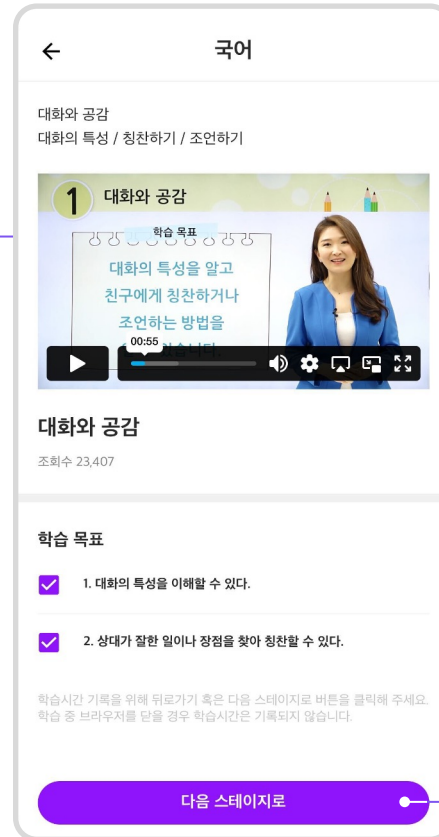 국어
대화와 공감
대화의 특성 / 칭찬하기 / 조언하기
1 대화와 공감
학습 목표
대화의 특성을 알고
친구에게 칭찬하거나
조언하는 방법을
00:55
대화와 공감
조회수 23,407
학습 목표
1. 대화의 특성을 이해할 수 있다.
2. 상대가 잘한 일이나 장점을 찾아 칭찬할 수 있다.
학습시간 기록을 위해 뒤로가기 혹은 다음 스테이지로 버튼을 클릭해 주세요.
학습 중 브라우저를 닫을 경우 학습시간은 기록되지 않습니다.
다음 스테이지로